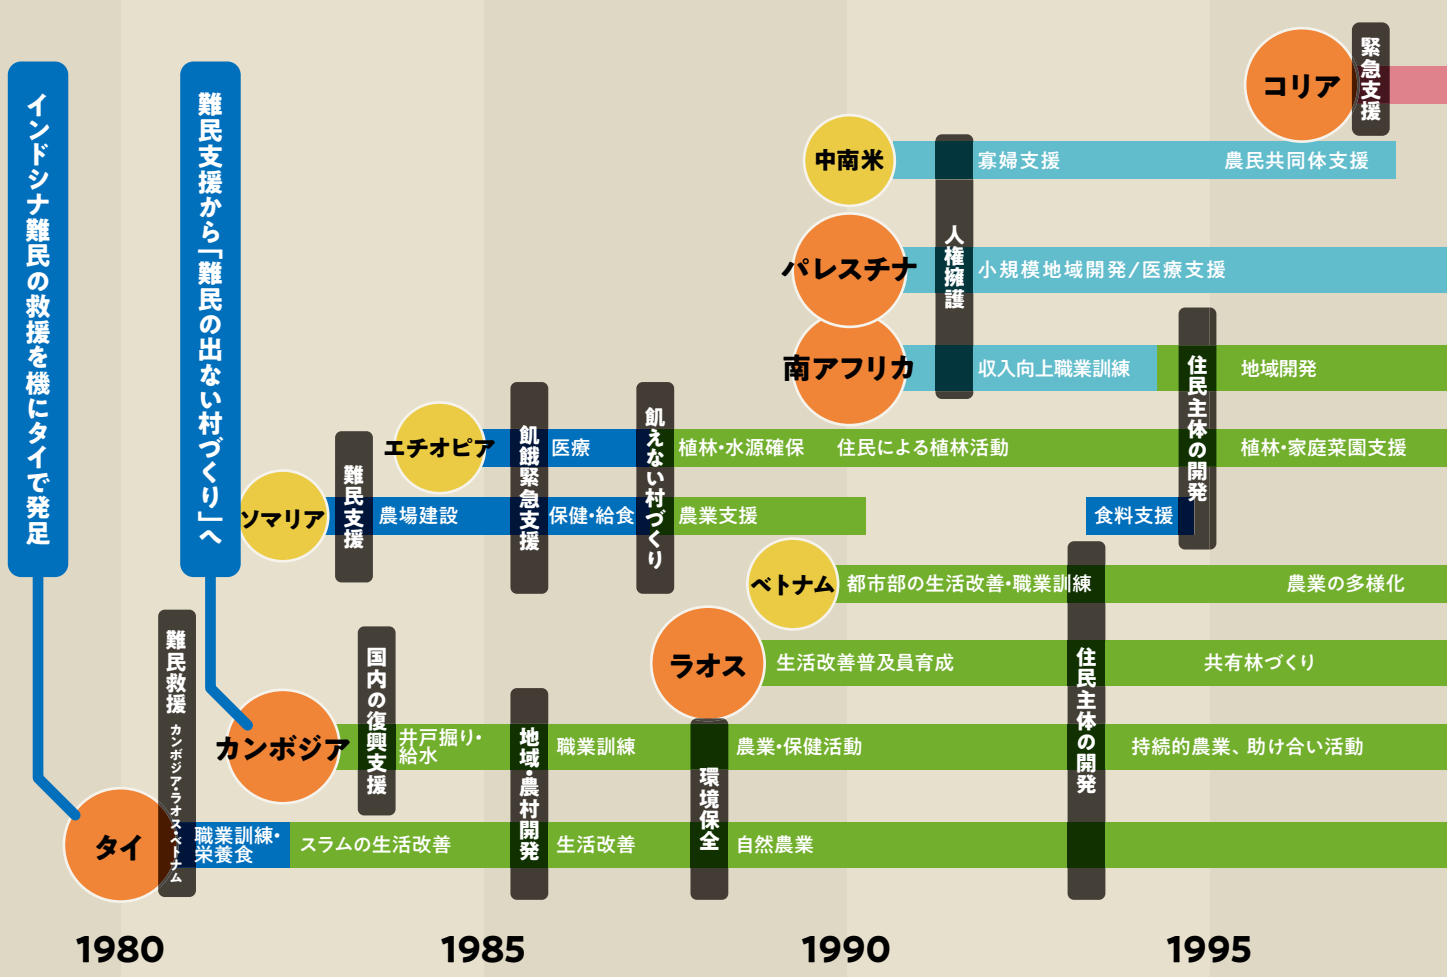 インドシナ難民の救援を機にタイで発足
難民支援から「難民の出ない村づくり」へ
コリア
緊急支援
中南米
寡婦支援
農民共同体支援
人権擁護
パレスチナ
小規模地域開発/医療支援
南アフリカ
収入向上職業訓練
住民主体の開発
地域開発
エチオピア
飢餓緊急支援
医療
飢えない村づくり
植林・水源確保
住民による植林活動
植林・家庭菜園支援
ソマリア
難民支援
農場建設
保健・給食
農業支援
食料支援
ベトナム
都市部の生活改善・職業訓練
農業の多様化
ラオス
生活改善普及員育成
住民主体の開発
共有林づくり
カンボジア
国内の復興支援
井戸掘り・
給水
地域・農村開発
職業訓練
環境保全
農業・保健活動
持続的農業、助け合い活動
タイ
難民救援
カンボジア・ラオス・ベトナム
職業訓練・
栄養食
スラムの生活改善
生活改善
自然農業
1980
1985
1990
1995